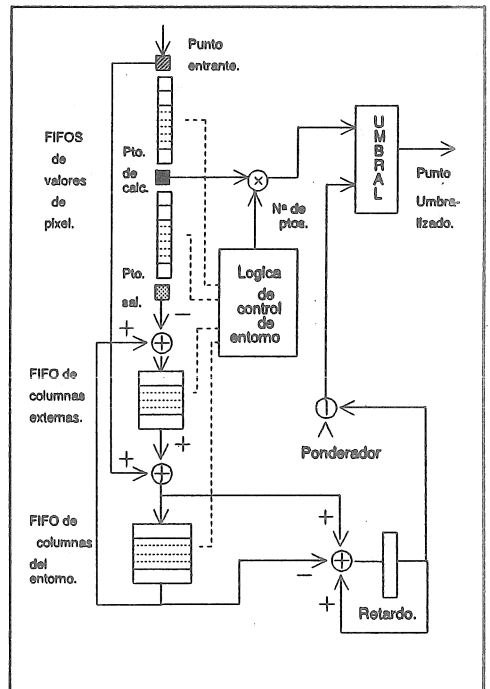 Punto
entrante.
FIFOS
de
valores
de
pixel.
Pto.
de
calc.
Nº de
ptos.
UMBRAL
Punto
Umbra-
lizado.
Pto.
sal.
Logica
de
control
de
entorno
FIFO de
columnas
externas.
Ponderador
FIFO de
columnas
del
entorno.
Retardo.